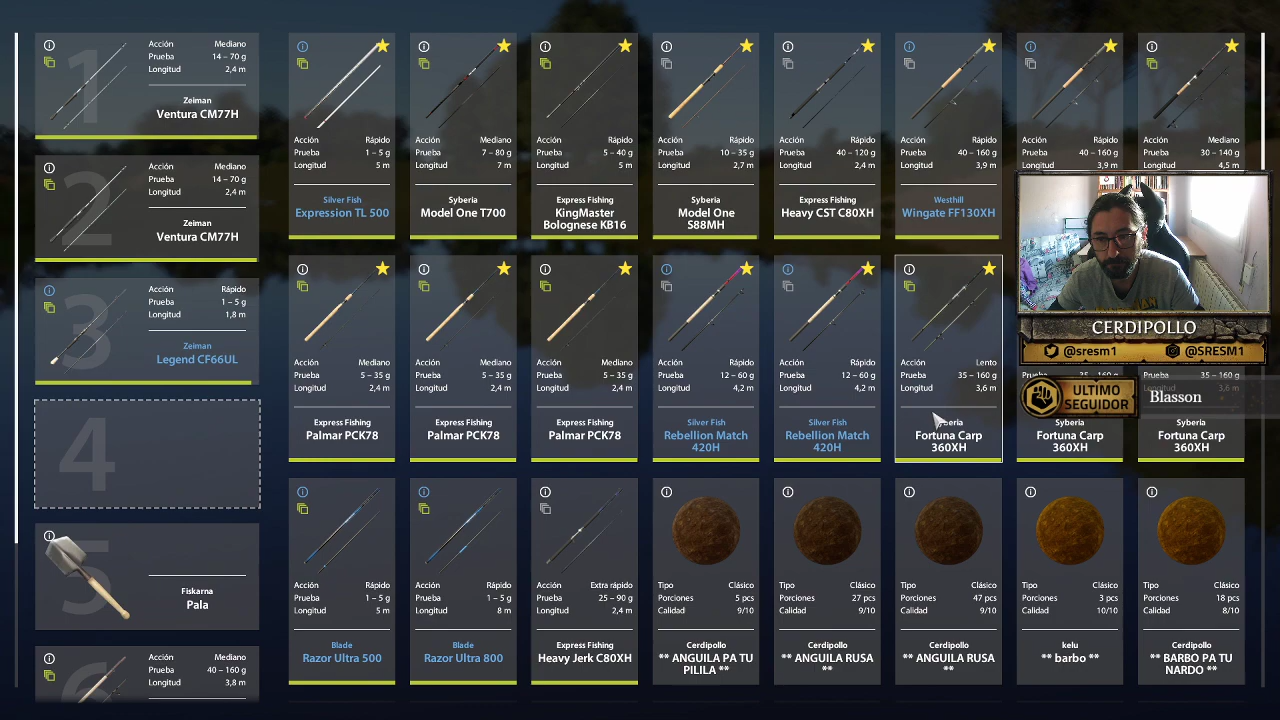 1
Acción Mediano
Prueba 14 – 70 g
Longitud 2,4 m
Zeiman
Ventura CM77H
2
Acción Mediano
Prueba 14 – 70 g
Longitud 2,4 m
Zeiman
Ventura CM77H
3
Acción Rápido
Prueba 1 – 5 g
Longitud 1,8 m
Zeiman
Legend CF66UL
4
5
Fiskarna
Pala
6
Acción Mediano
Prueba 40 – 160 g
Longitud 3,8 m
Acción Rápido
Prueba 1 – 5 g
Longitud 5 m
Silver Fish
Expression TL 500
Acción Mediano
Prueba 7 – 80 g
Longitud 7 m
Syberia
Model One T700
Acción Rápido
Prueba 5 – 40 g
Longitud 5 m
Express Fishing
KingMaster
Bolognese KB16
Acción Rápido
Prueba 10 – 35 g
Longitud 2,7 m
Syberia
Model One
S88MH
Acción Rápido
Prueba 40 – 120 g
Longitud 2,4 m
Express Fishing
Heavy CST C80XH
Acción Rápido
Prueba 40 – 160 g
Longitud 3,9 m
Westhill
Wingate FF130XH
Acción Rápido
Prueba 40 – 160 g
Longitud 3,9 m
Acción Mediano
Prueba 30 – 140 g
Longitud 4,5 m
Acción Mediano
Prueba 5 – 35 g
Longitud 2,4 m
Express Fishing
Palmar PCK78
Acción Mediano
Prueba 5 – 35 g
Longitud 2,4 m
Express Fishing
Palmar PCK78
Acción Mediano
Prueba 5 – 35 g
Longitud 2,4 m
Express Fishing
Palmar PCK78
Acción Rápido
Prueba 12 – 60 g
Longitud 4,2 m
Silver Fish
Rebellion Match
420H
Acción Rápido
Prueba 12 – 60 g
Longitud 4,2 m
Silver Fish
Rebellion Match
420H
Acción Lento
Prueba 35 – 160 g
Longitud 3,6 m
Fortuna Carp
360XH
Prueba 35 – 160 g
Syberia
Fortuna Carp
360XH
Prueba 35 – 160 g
3,6 m
Syberia
Fortuna Carp
360XH
CERDIPOLLO
@sresm1 @SRESM1
ULTIMO
SEGUIDOR
Blasson
Acción Rápido
Prueba 1 – 5 g
Longitud 5 m
Blade
Razor Ultra 500
Acción Rápido
Prueba 1 – 5 g
Longitud 8 m
Blade
Razor Ultra 800
Acción Extra rápido
Prueba 25 – 90 g
Longitud 2,4 m
Express Fishing
Heavy Jerk C80XH
Tipo Clásico
Porciones 5 pcs
Calidad 9/10
Cerdipollo
** ANGUILA PA TU
PILILA **
Tipo Clásico
Porciones 27 pcs
Calidad 9/10
Cerdipollo
** ANGUILA RUSA
**
Tipo Clásico
Porciones 47 pcs
Calidad 9/10
Cerdipollo
** ANGUILA RUSA
**
Tipo Clásico
Porciones 3 pcs
Calidad 10/10
kelu
** barbo **
Tipo Clásico
Porciones 18 pcs
Calidad 8/10
Cerdipollo
** BARBO PA TU
NARDO **